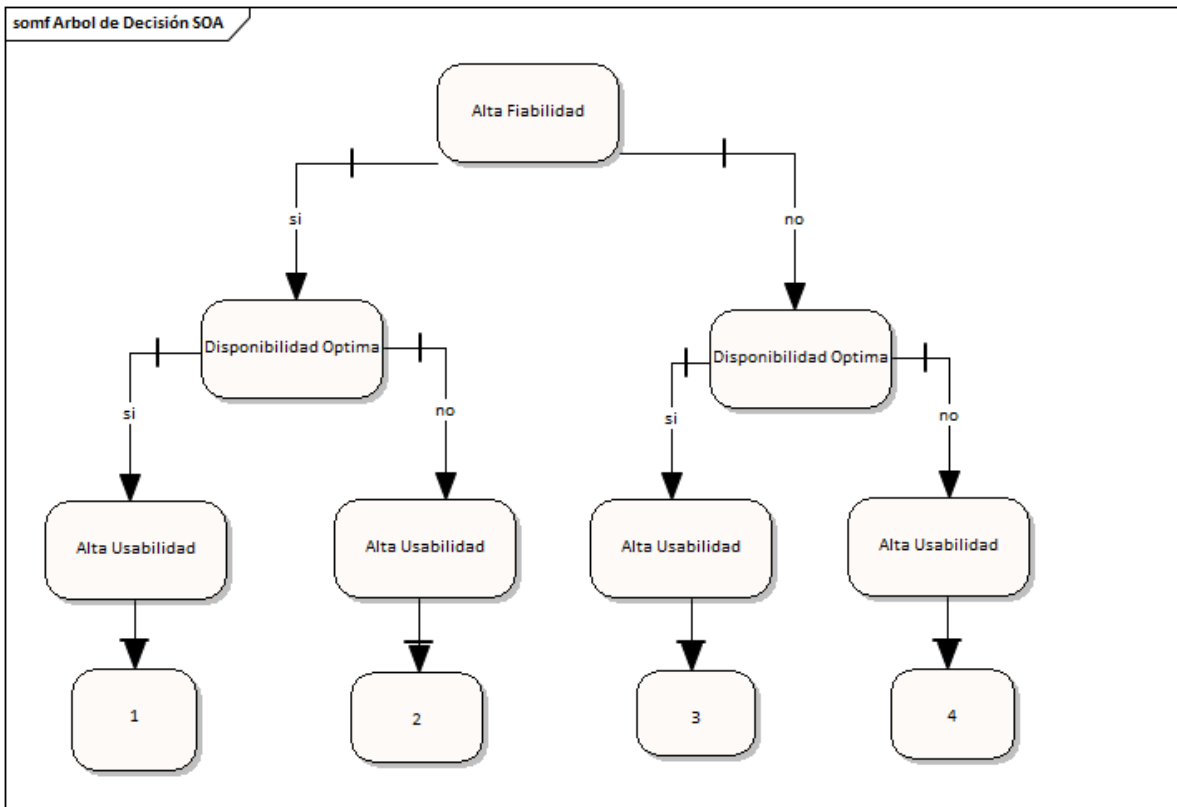 somf Arbol de Decisión SOA
Alta Fiabilidad
si
no
Disponibilidad Optima
Disponibilidad Optima
si
no
si
no
Alta Usabilidad
Alta Usabilidad
Alta Usabilidad
Alta Usabilidad
1
2
3
4